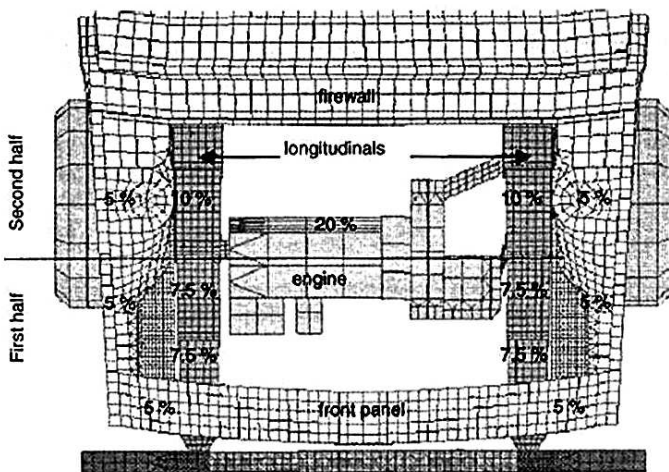 firewall
longitudinals
Second half
5 % 10 % 10 % 5 %
20 %
engine
First half
5 % 7.5 % 7.5 % 5 %
7.5 % 7.5 %
5 % front panel 5 %